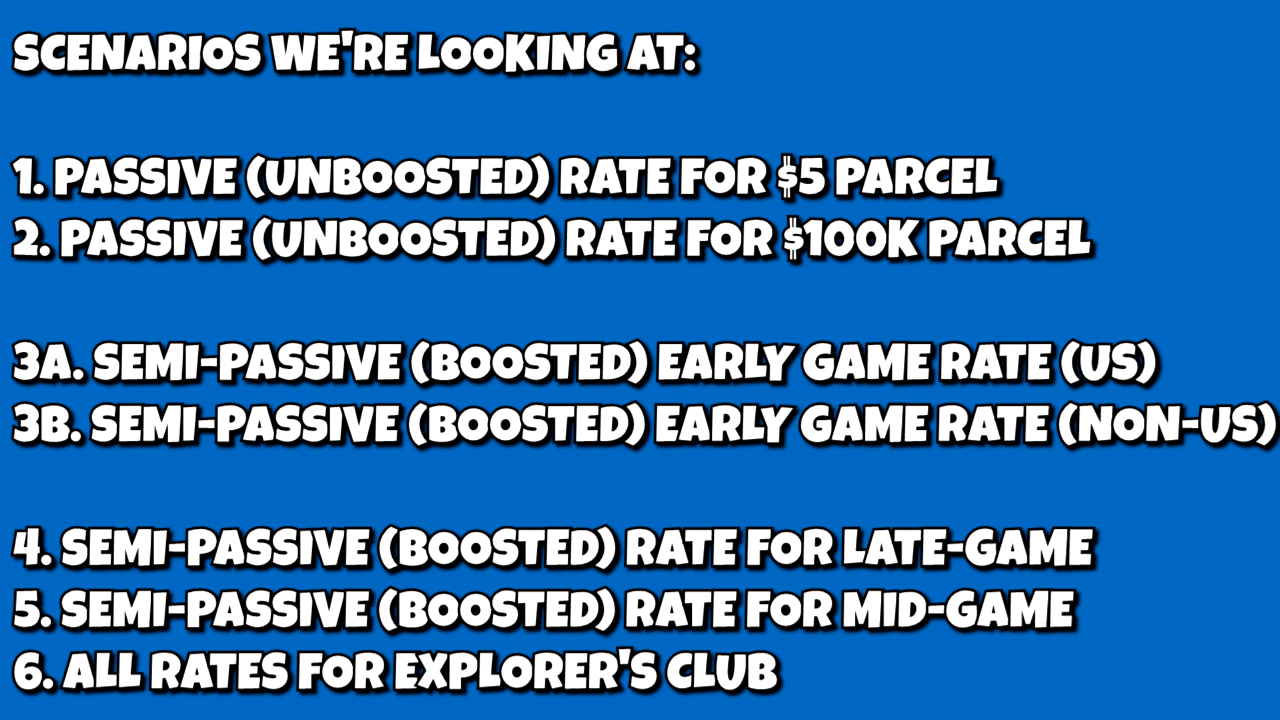 SCENARIOS WE'RE LOOKING AT:
1. PASSIVE (UNBOOSTED) RATE FOR $5 PARCEL
2. PASSIVE (UNBOOSTED) RATE FOR $100K PARCEL
3A. SEMI-PASSIVE (BOOSTED) EARLY GAME RATE (US)
3B. SEMI-PASSIVE (BOOSTED) EARLY GAME RATE (NON-US)
4. SEMI-PASSIVE (BOOSTED) RATE FOR LATE-GAME
5. SEMI-PASSIVE (BOOSTED) RATE FOR MID-GAME
6. ALL RATES FOR EXPLORER'S CLUB